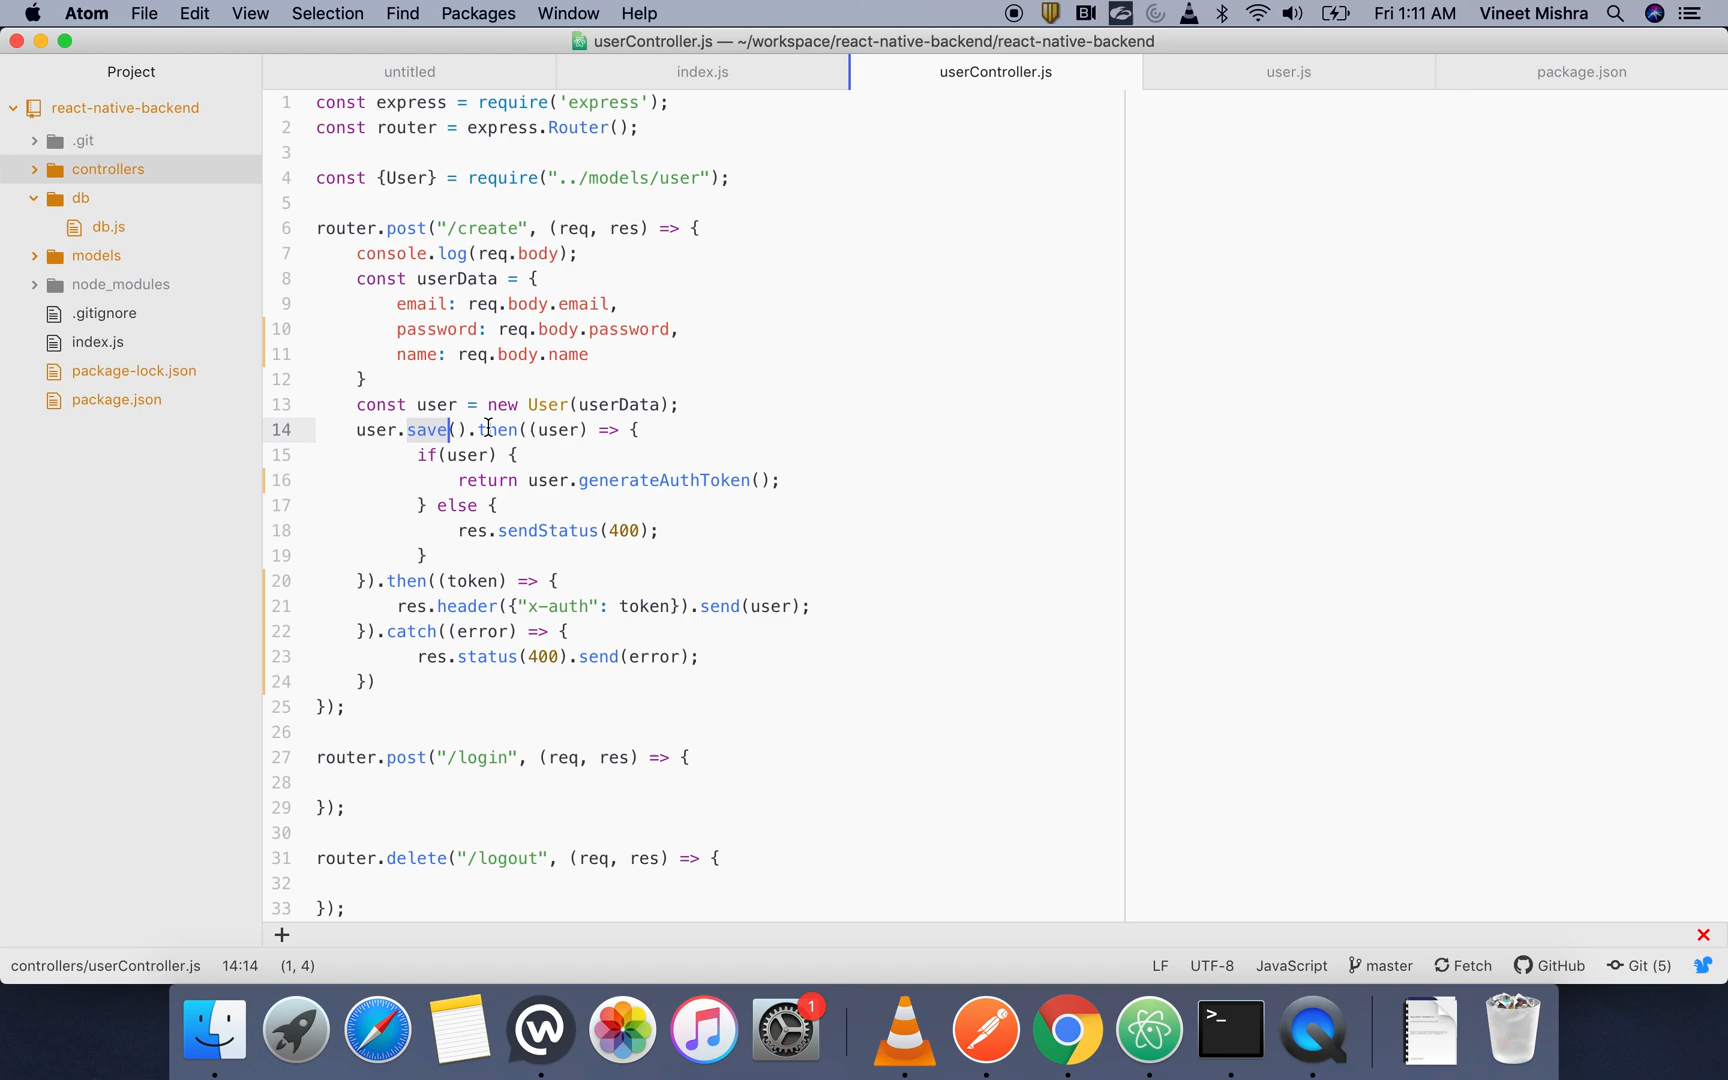 Atom File Edit View Selection Find Packages Window Help Fri 1:11 AM Vineet Mishra
userController.js — ~/workspace/react-native-backend/react-native-backend
Project
untitled index.js userController.js user.js package.json
react-native-backend
.git
controllers
db
db.js
models
node_modules
.gitignore
index.js
package-lock.json
package.json
1 const express = require('express');
2 const router = express.Router();
3
4 const {User} = require("../models/user");
5
6 router.post("/create", (req, res) => {
7 console.log(req.body);
8 const userData = {
9 email: req.body.email,
10 password: req.body.password,
11 name: req.body.name
12 }
13 const user = new User(userData);
14 user.save().then((user) => {
15 if(user) {
16 return user.generateAuthToken();
17 } else {
18 res.sendStatus(400);
19 }
20 }).then((token) => {
21 res.header({"x-auth": token}).send(user);
22 }).catch((error) => {
23 res.status(400).send(error);
24 })
25 });
26
27 router.post("/login", (req, res) => {
28
29 });
30
31 router.delete("/logout", (req, res) => {
32
33 });
controllers/userController.js 14:14 (1, 4) LF UTF-8 JavaScript master Fetch GitHub Git (5)
1